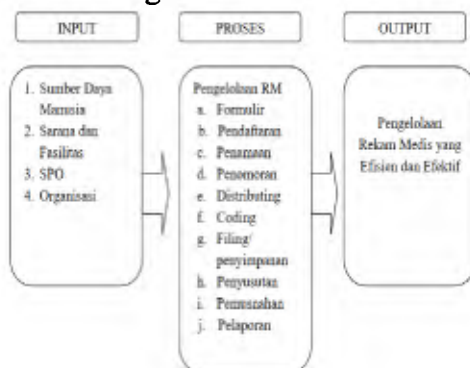 INPUT
PROSES
OUTPUT
1. Sumber Daya
Manusia
2. Sarana dan
Fasilitas
3. SPO
4. Organisasi
Pengelolaan RM
a. Formulir
b. Pendaftaran
c. Penamaan
d. Penomoran
e. Distributing
f. Coding
g. Filing/
penyimpanan
h. Penyusutan
i. Pemusnahan
j. Pelaporan
Pengelolaan
Rekam Medis yang
Efisien dan Efektif